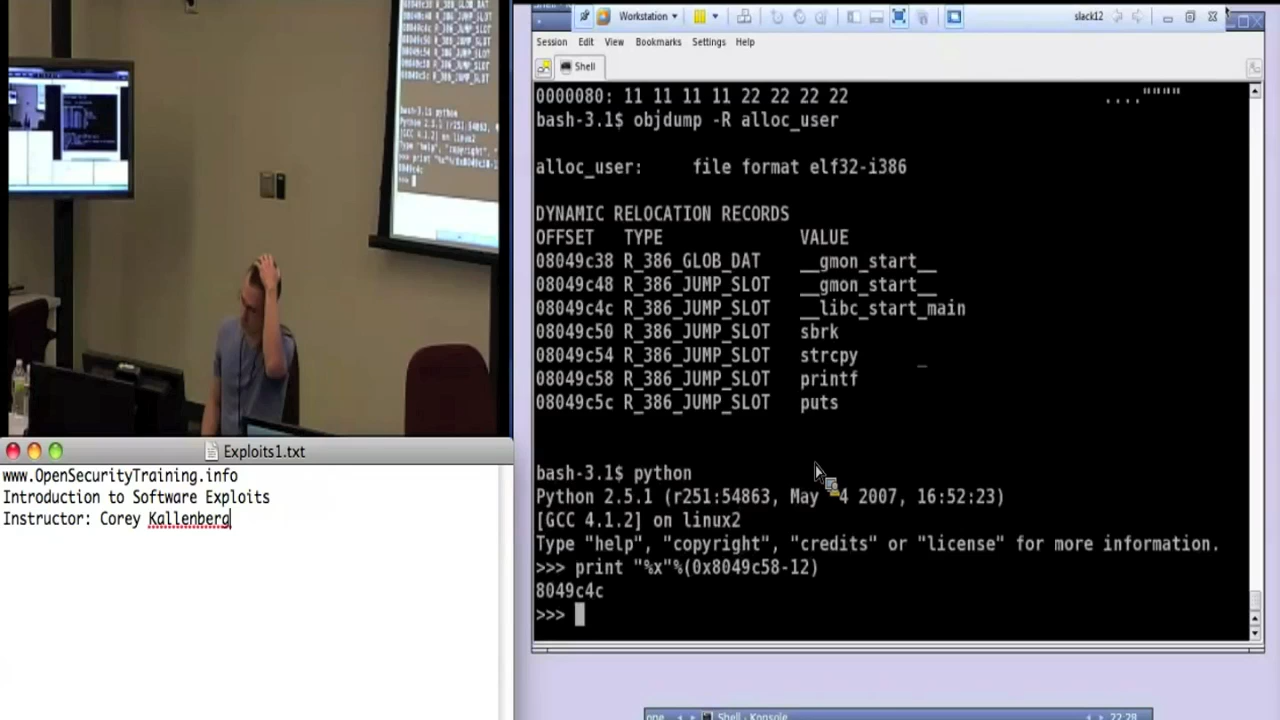 Workstation
slack12
Session Edit View Bookmarks Settings Help
Shell
0000080: 11 11 11 11 22 22 22 22 ....""""
bash-3.1$ objdump -R alloc_user
alloc_user: file format elf32-i386
DYNAMIC RELOCATION RECORDS
OFFSET TYPE VALUE
08049c38 R_386_GLOB_DAT __gmon_start__
08049c48 R_386_JUMP_SLOT __gmon_start__
08049c4c R_386_JUMP_SLOT __libc_start_main
08049c50 R_386_JUMP_SLOT sbrk
08049c54 R_386_JUMP_SLOT strcpy
08049c58 R_386_JUMP_SLOT printf
08049c5c R_386_JUMP_SLOT puts
bash-3.1$ python
Python 2.5.1 (r251:54863, May 4 2007, 16:52:23)
[GCC 4.1.2] on linux2
Type "help", "copyright", "credits" or "license" for more information.
>>> print "%x"%(0x8049c58-12)
8049c4c
>>>
Shell - Konsole
22:28
Exploits1.txt
www.OpenSecurityTraining.info
Introduction to Software Exploits
Instructor: Corey Kallenberg